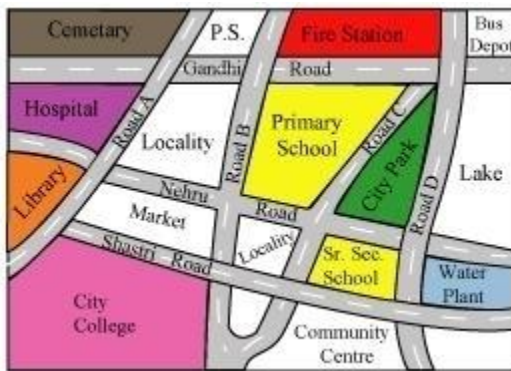 Cemetary
P.S.
Fire Station
Bus
Depot
Gandhi Road
Hospital
Road A
Locality
Road B
Primary
School
Road C
City Park
Road D
Lake
Library
Nehru Road
Market
Locality
Shastri Road
Sr. Sec.
School
Water
Plant
City
College
Community
Centre